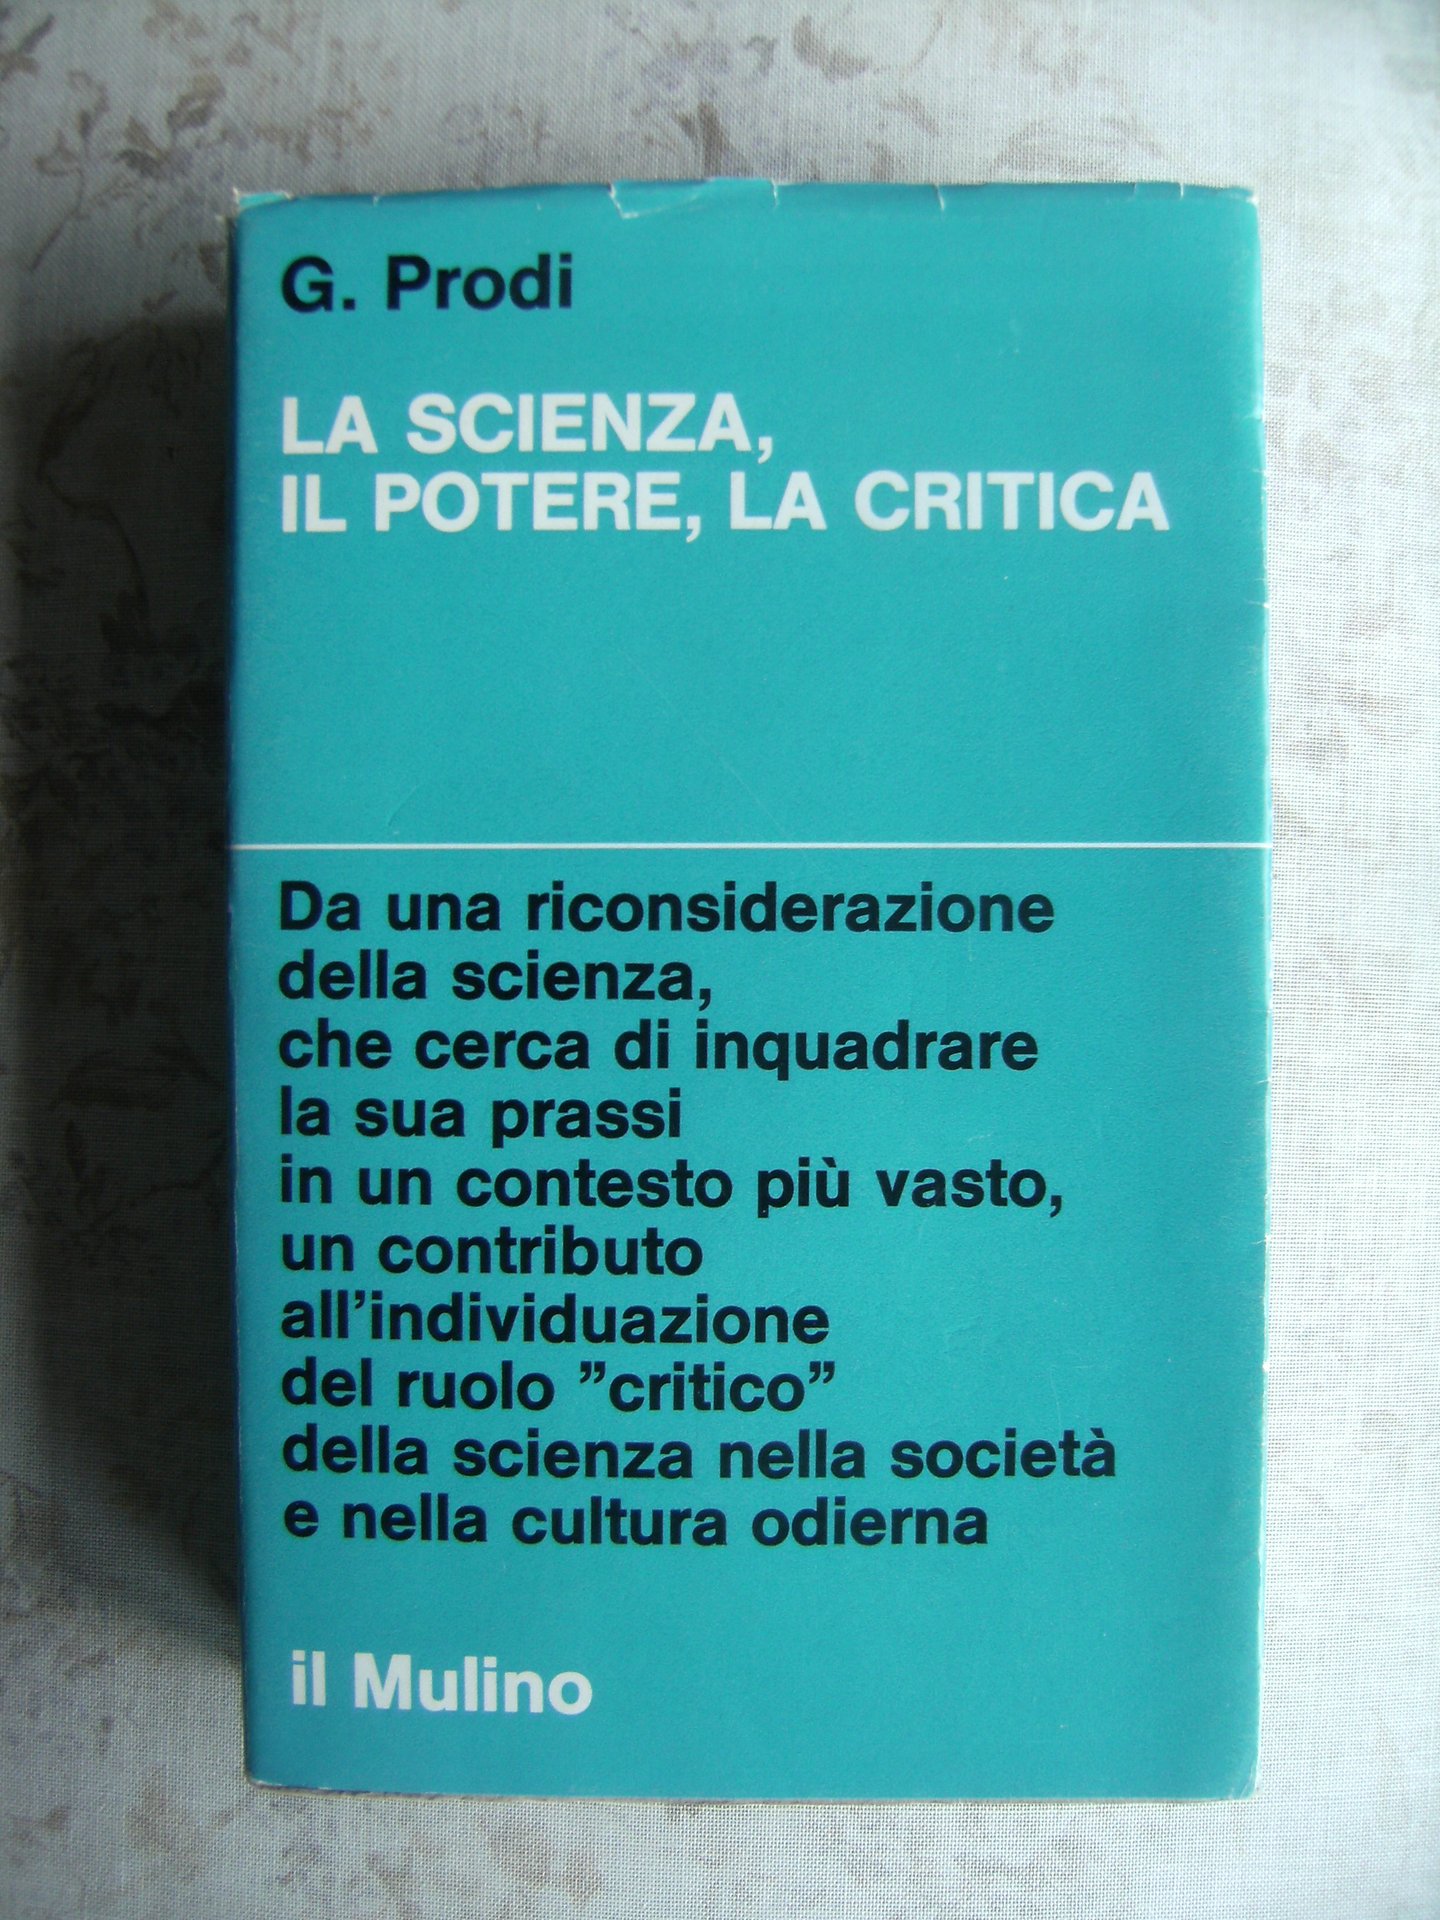 G. Prodi
LA SCIENZA,
IL POTERE, LA CRITICA
Da una riconsiderazione
della scienza,
che cerca di inquadrare
la sua prassi
in un contesto più vasto,
un contributo
all’individuazione
del ruolo ”critico”
della scienza nella società
e nella cultura odierna
il Mulino